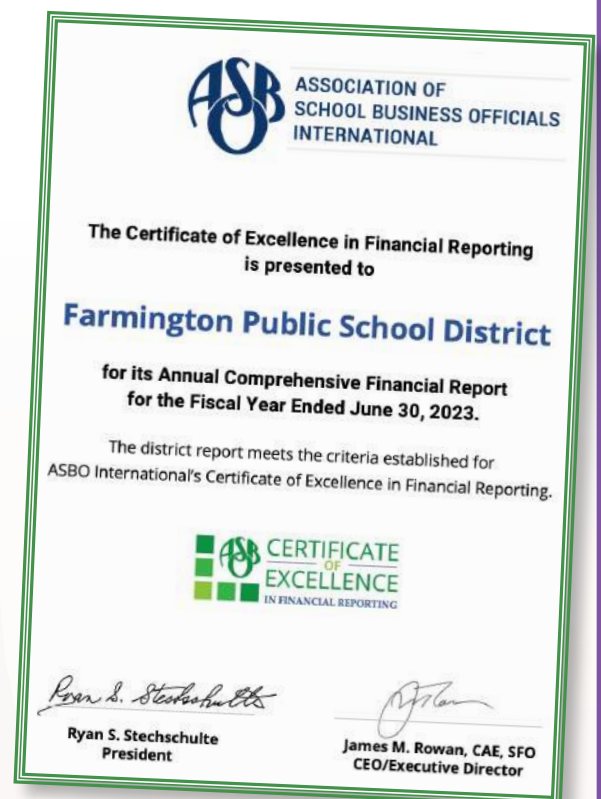 ASBO
ASSOCIATION OF
SCHOOL BUSINESS OFFICIALS
INTERNATIONAL
The Certificate of Excellence in Financial Reporting
is presented to
Farmington Public School District
for its Annual Comprehensive Financial Report
for the Fiscal Year Ended June 30, 2023.
The district report meets the criteria established for
ASBO International's Certificate of Excellence in Financial Reporting.
ASBO
CERTIFICATE
OF
EXCELLENCE
IN FINANCIAL REPORTING
Ryan S. Stechschulte
Ryan S. Stechschulte
President
James M. Rowan, CAE, SFO
CEO/Executive Director